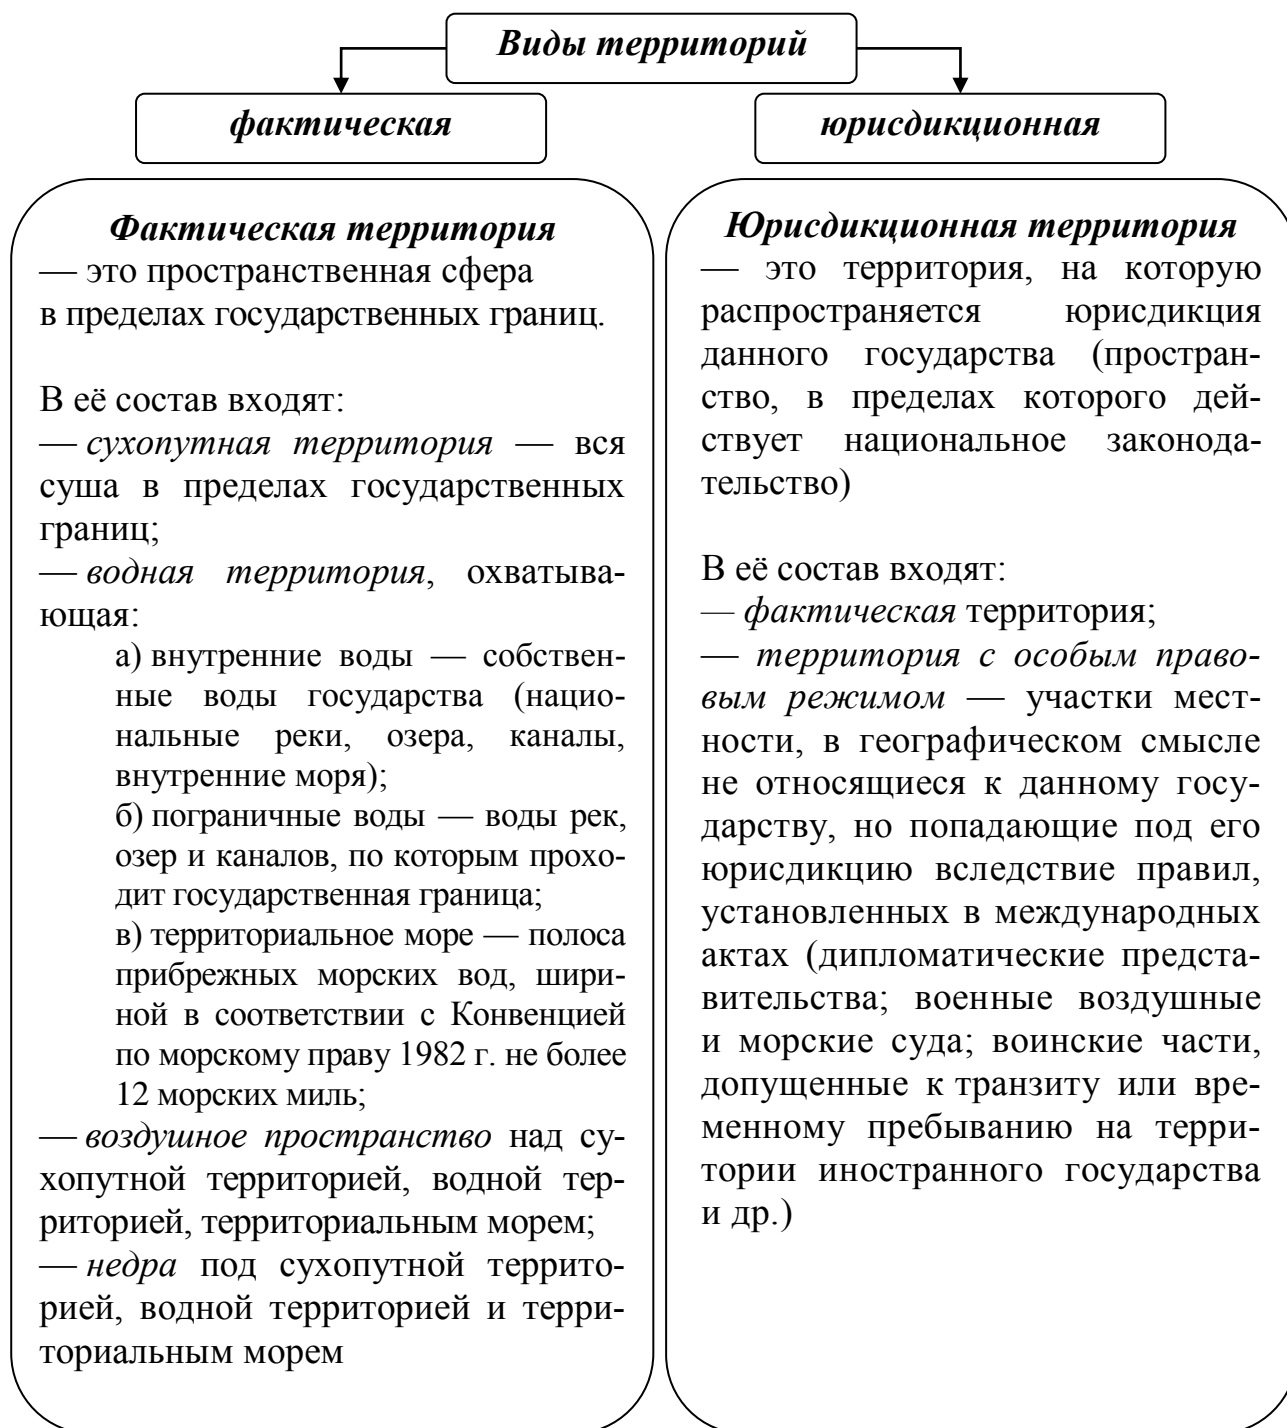 Виды территорий
фактическая
юрисдикционная
Фактическая территория
— это пространственная сфера
в пределах государственных границ.
В её состав входят:
— сухопутная территория — вся
суша в пределах государственных
границ;
— водная территория, охватыва-
ющая:
а) внутренние воды — собствен-
ные воды государства (нацио-
нальные реки, озера, каналы,
внутренние моря);
б) пограничные воды — воды рек,
озер и каналов, по которым прохо-
дит государственная граница;
в) территориальное море — полоса
прибрежных морских вод, шири-
ной в соответствии с Конвенцией
по морскому праву 1982 г. не более
12 морских миль;
— воздушное пространство над су-
хопутной территорией, водной тер-
риторией, территориальным морем;
— недра под сухопутной террито-
рией, водной территорией и терри-
ториальным морем
Юрисдикционная территория
— это территория, на которую
распространяется юрисдикция
данного государства (простран-
ство, в пределах которого дей-
ствует национальное законода-
тельство)
В её состав входят:
— фактическая территория;
— территория с особым право-
вым режимом — участки мест-
ности, в географическом смысле
не относящиеся к данному госу-
дарству, но попадающие под его
юрисдикцию вследствие правил,
установленных в международных
актах (дипломатические предста-
вительства; военные воздушные
и морские суда; воинские части,
допущенные к транзиту или вре-
менному пребыванию на терри-
тории иностранного государства
и др.)